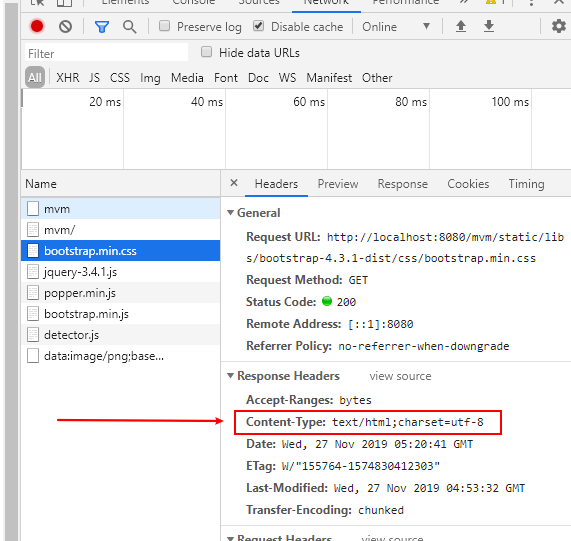 Elements Console Sources Network Performance 1
Preserve log Disable cache Online
Filter Hide data URLs
All XHR JS CSS Img Media Font Doc WS Manifest Other
20 ms 40 ms 60 ms 80 ms 100 ms
Name
mvm
mvm/
bootstrap.min.css
jquery-3.4.1.js
popper.min.js
bootstrap.min.js
detector.js
data:image/png;base...
× Headers Preview Response Cookies Timing
General
Request URL: http://localhost:8080/mvm/static/lib
s/bootstrap-4.3.1-dist/css/bootstrap.min.css
Request Method: GET
Status Code: 200
Remote Address: [::1]:8080
Referrer Policy: no-referrer-when-downgrade
Response Headers view source
Accept-Ranges: bytes
Content-Type: text/html;charset=utf-8
Date: Wed, 27 Nov 2019 05:20:41 GMT
ETag: W/"155764-1574830412303"
Last-Modified: Wed, 27 Nov 2019 04:53:32 GMT
Transfer-Encoding: chunked
Request Headers view source